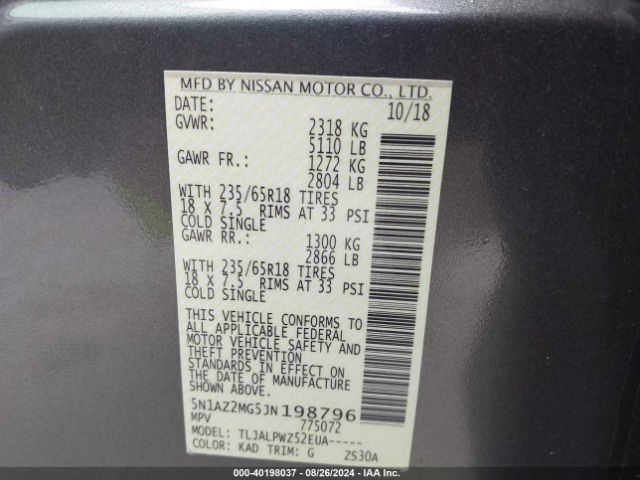 MFD BY NISSAN MOTOR CO., LTD.
DATE: 10/18
GVWR: 2318 KG
5110 LB
GAWR FR.: 1272 KG
2804 LB
WITH 235/65R18 TIRES
18 X 7.5 RIMS AT 33 PSI
COLD SINGLE
GAWR RR.: 1300 KG
2866 LB
WITH 235/65R18 TIRES
18 X 7.5 RIMS AT 33 PSI
COLD SINGLE
THIS VEHICLE CONFORMS TO
ALL APPLICABLE FEDERAL
MOTOR VEHICLE SAFETY AND
THEFT PREVENTION
STANDARDS IN EFFECT ON
THE DATE OF MANUFACTURE
SHOWN ABOVE.
5N1AZ2MG5JN198796
MPV 775072
MODEL: TLJALPWZ52EUA-----
COLOR: KAD TRIM: G ZS30A
000-40198037 - 08/26/2024 - IAAI.com